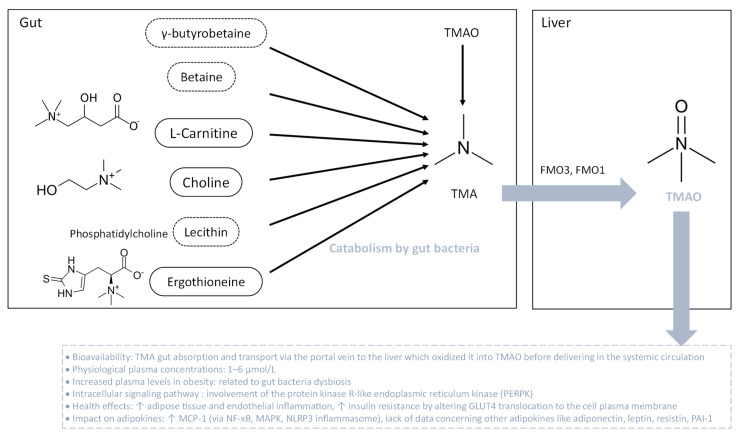 Gut
Liver
γ-butyrobetaine
TMAO
Betaine
OH
O
N+
O-
L-Carnitine
N
O
N+
HO
N+
Choline
TMA
FMO3, FMO1
TMAO
Phosphatidylcholine
Lecithin
Catabolism by gut bacteria
H
N
O
S
O-
N
H
N+
Ergothioneine
• Bioavailability: TMA gut absorption and transport via the portal vein to the liver which oxidized it into TMAO before delivering in the systemic circulation
• Physiological plasma concentrations: 1–6 µmol/L
• Increased plasma levels in obesity: related to gut bacteria dysbiosis
• Intracellular signaling pathway : involvement of the protein kinase R-like endoplasmic reticulum kinase (PERPK)
• Health effects: ↑ adipose tissue and endothelial inflammation, ↑ insulin resistance by altering GLUT4 translocation to the cell plasma membrane
• Impact on adipokines: ↑ MCP-1 (via NF-κB, MAPK, NLRP3 inflammasome), lack of data concerning other adipokines like adiponectin, leptin, resistin, PAI-1